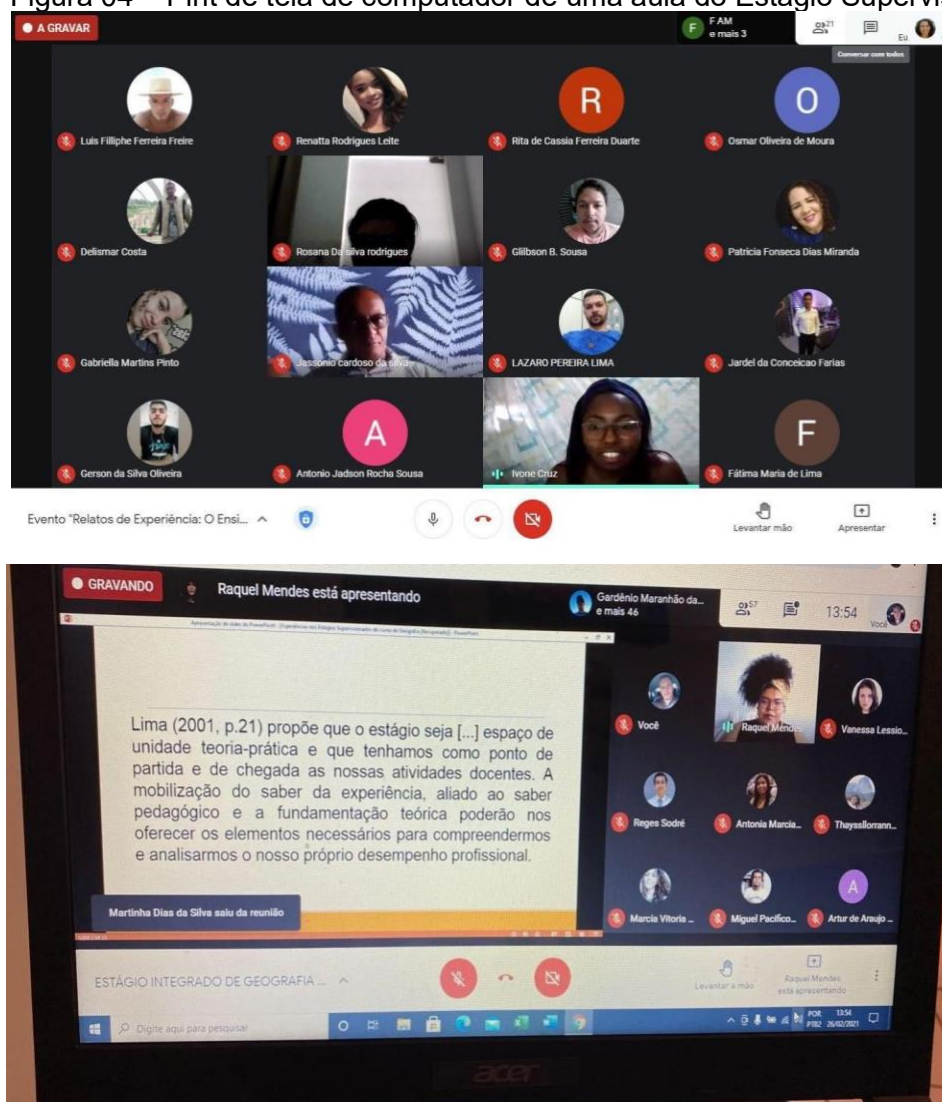 Figura 04 – Print de tela de computador de uma aula do Estágio Supervis
A GRAVAR
F
F AM
e mais 3
21
Eu
Conversar com todos
R
O
Luis Filliphe Ferreira Freire
Renatta Rodrigues Leite
Rita de Cassia Ferreira Duarte
Osmar Oliveira de Moura
Delismar Costa
Rosana Da silva rodrigues
Glilbson B. Sousa
Patricia Fonseca Dias Miranda
Gabriella Martins Pinto
Jassonio cardoso da silva
LAZARO PEREIRA LIMA
Jardel da Conceicao Farias
A
F
Gerson da Silva Oliveira
Antonio Jadson Rocha Sousa
Ivone Cruz
Fátima Maria de Lima
Evento "Relatos de Experiência: O Ensi...
Levantar mão
Apresentar
GRAVANDO
Raquel Mendes está apresentando
Gardênio Maranhão da...
e mais 46
57
13:54
Você
Lima (2001, p.21) propõe que o estágio seja [...] espaço de
unidade teoria-prática e que tenhamos como ponto de
partida e de chegada as nossas atividades docentes. A
mobilização do saber da experiência, aliado ao saber
pedagógico e a fundamentação teórica poderão nos
oferecer os elementos necessários para compreendermos
e analisarmos o nosso próprio desempenho profissional.
Martinha Dias da Silva saiu da reunião
Você
Raquel Mendes
Vanessa Lessio...
Reges Sodré
Antonia Marcia...
Thayssllorrann...
A
Marcia Vitoria ...
Miguel Pacífico...
Artur de Araujo ...
ESTÁGIO INTEGRADO DE GEOGRAFIA ...
Levantar a mão
Raquel Mendes
está apresentando
Digite aqui para pesquisar
POR
PTB2
13:54
26/02/2021
acer